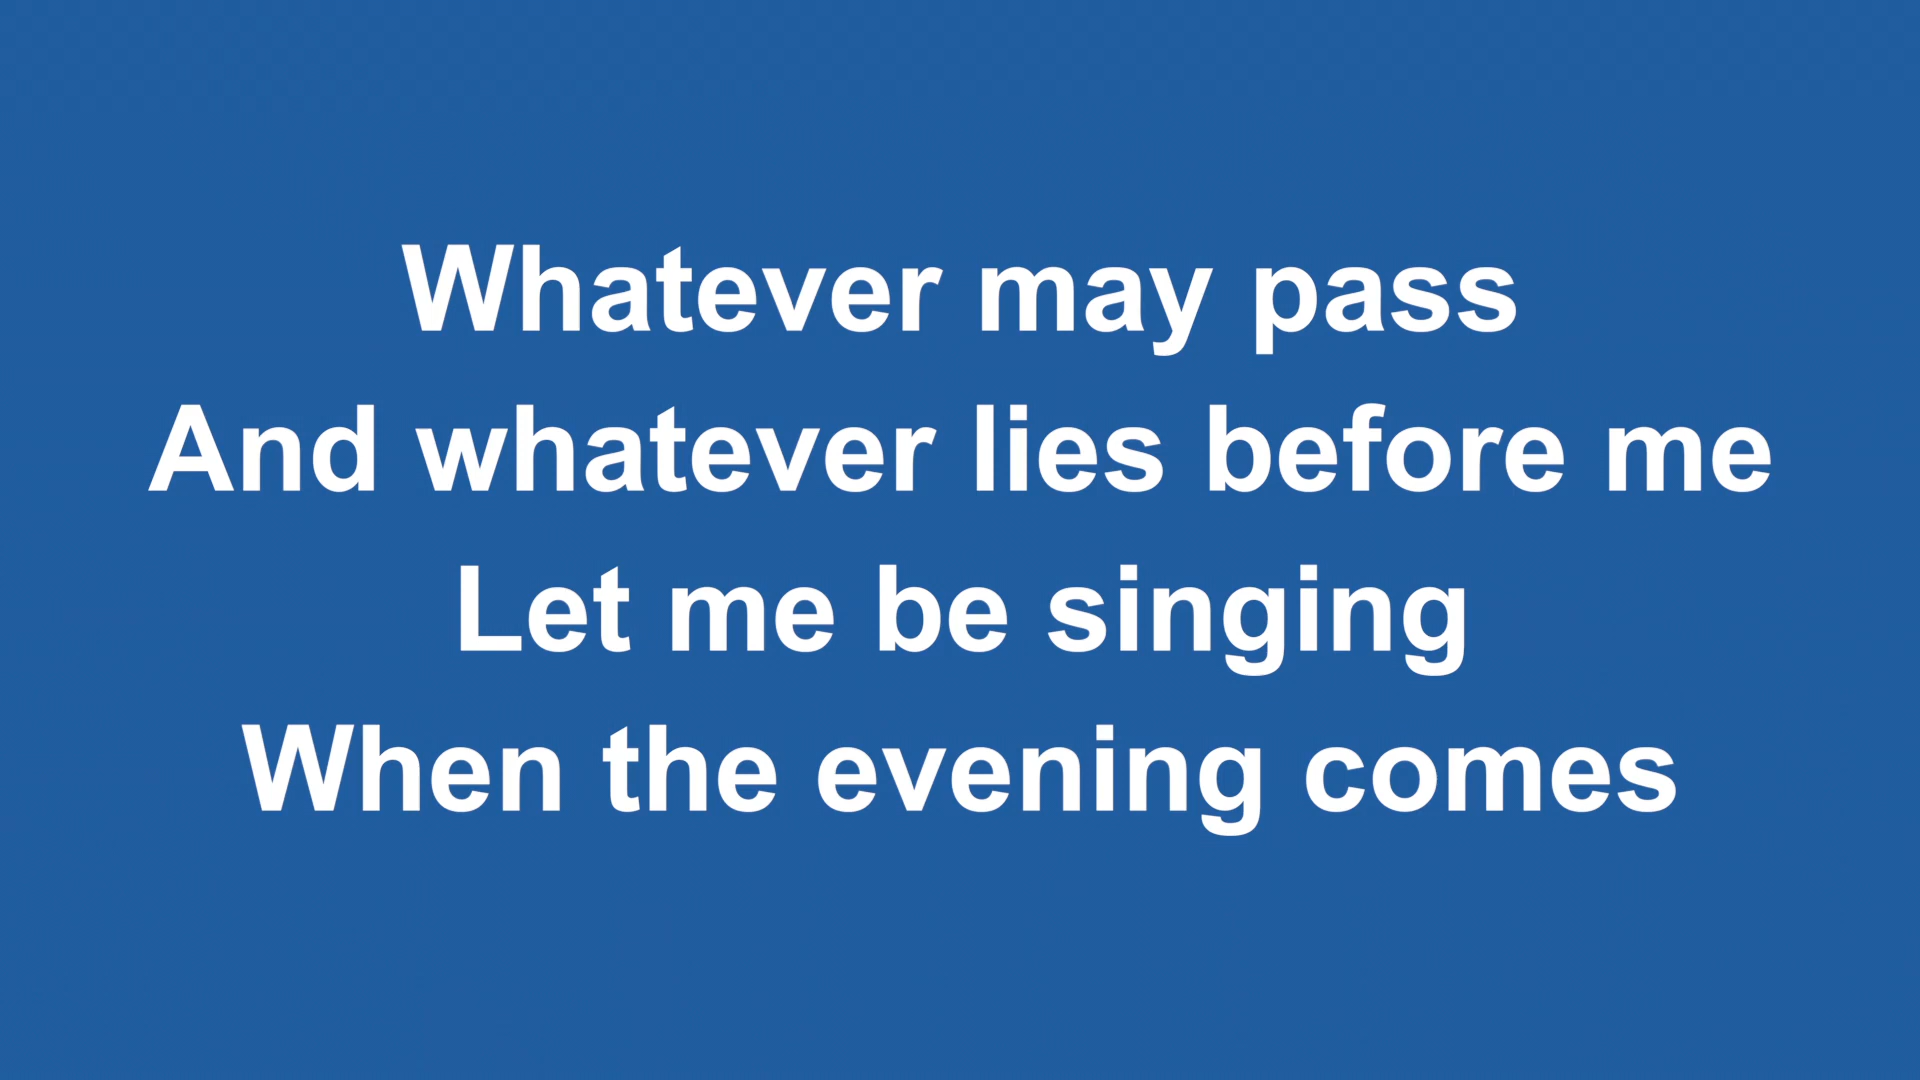 Whatever may pass
And whatever lies before me
Let me be singing
When the evening comes